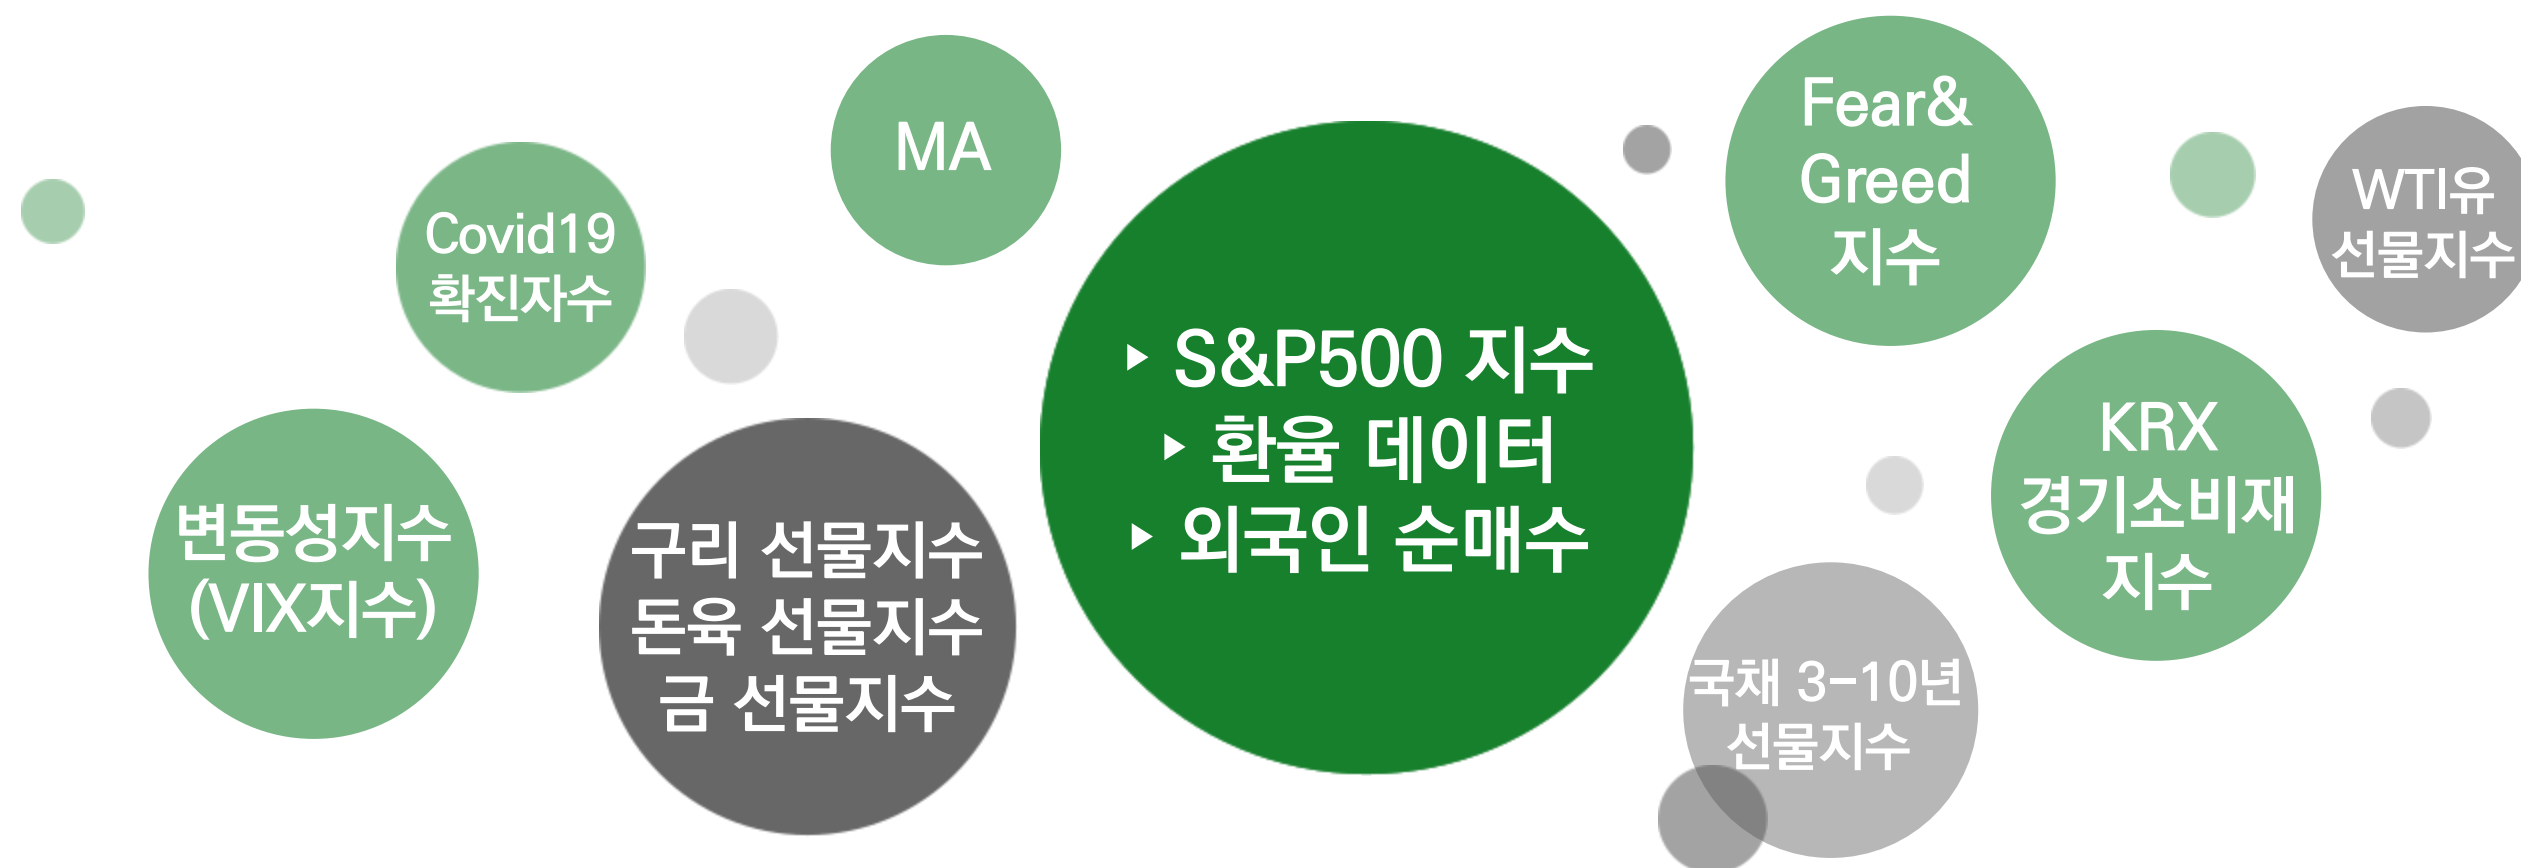 MA
Covid19
확진자수
변동성지수
(VIX지수)
구리 선물지수
돈육 선물지수
금 선물지수
▸ S&P500 지수
▸ 환율 데이터
▸ 외국인 순매수
Fear&
Greed
지수
WTI유
선물지수
KRX
경기소비재
지수
국채 3-10년
선물지수